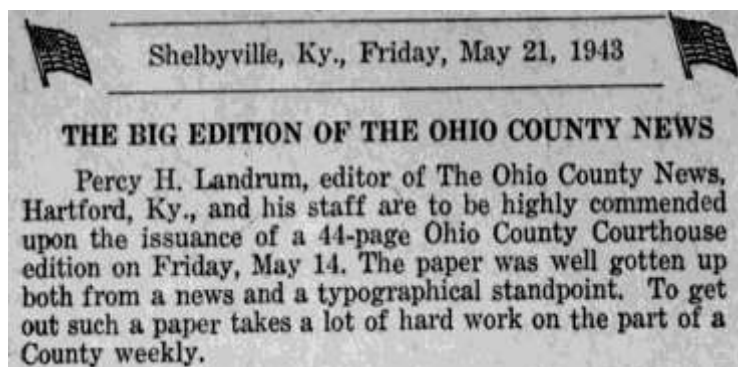 Shelbyville, Ky., Friday, May 21, 1943
THE BIG EDITION OF THE OHIO COUNTY NEWS
Percy H. Landrum, editor of The Ohio County News,
Hartford, Ky., and his staff are to be highly commended
upon the issuance of a 44-page Ohio County Courthouse
edition on Friday, May 14. The paper was well gotten up
both from a news and a typographical standpoint. To get
out such a paper takes a lot of hard work on the part of a
County weekly.